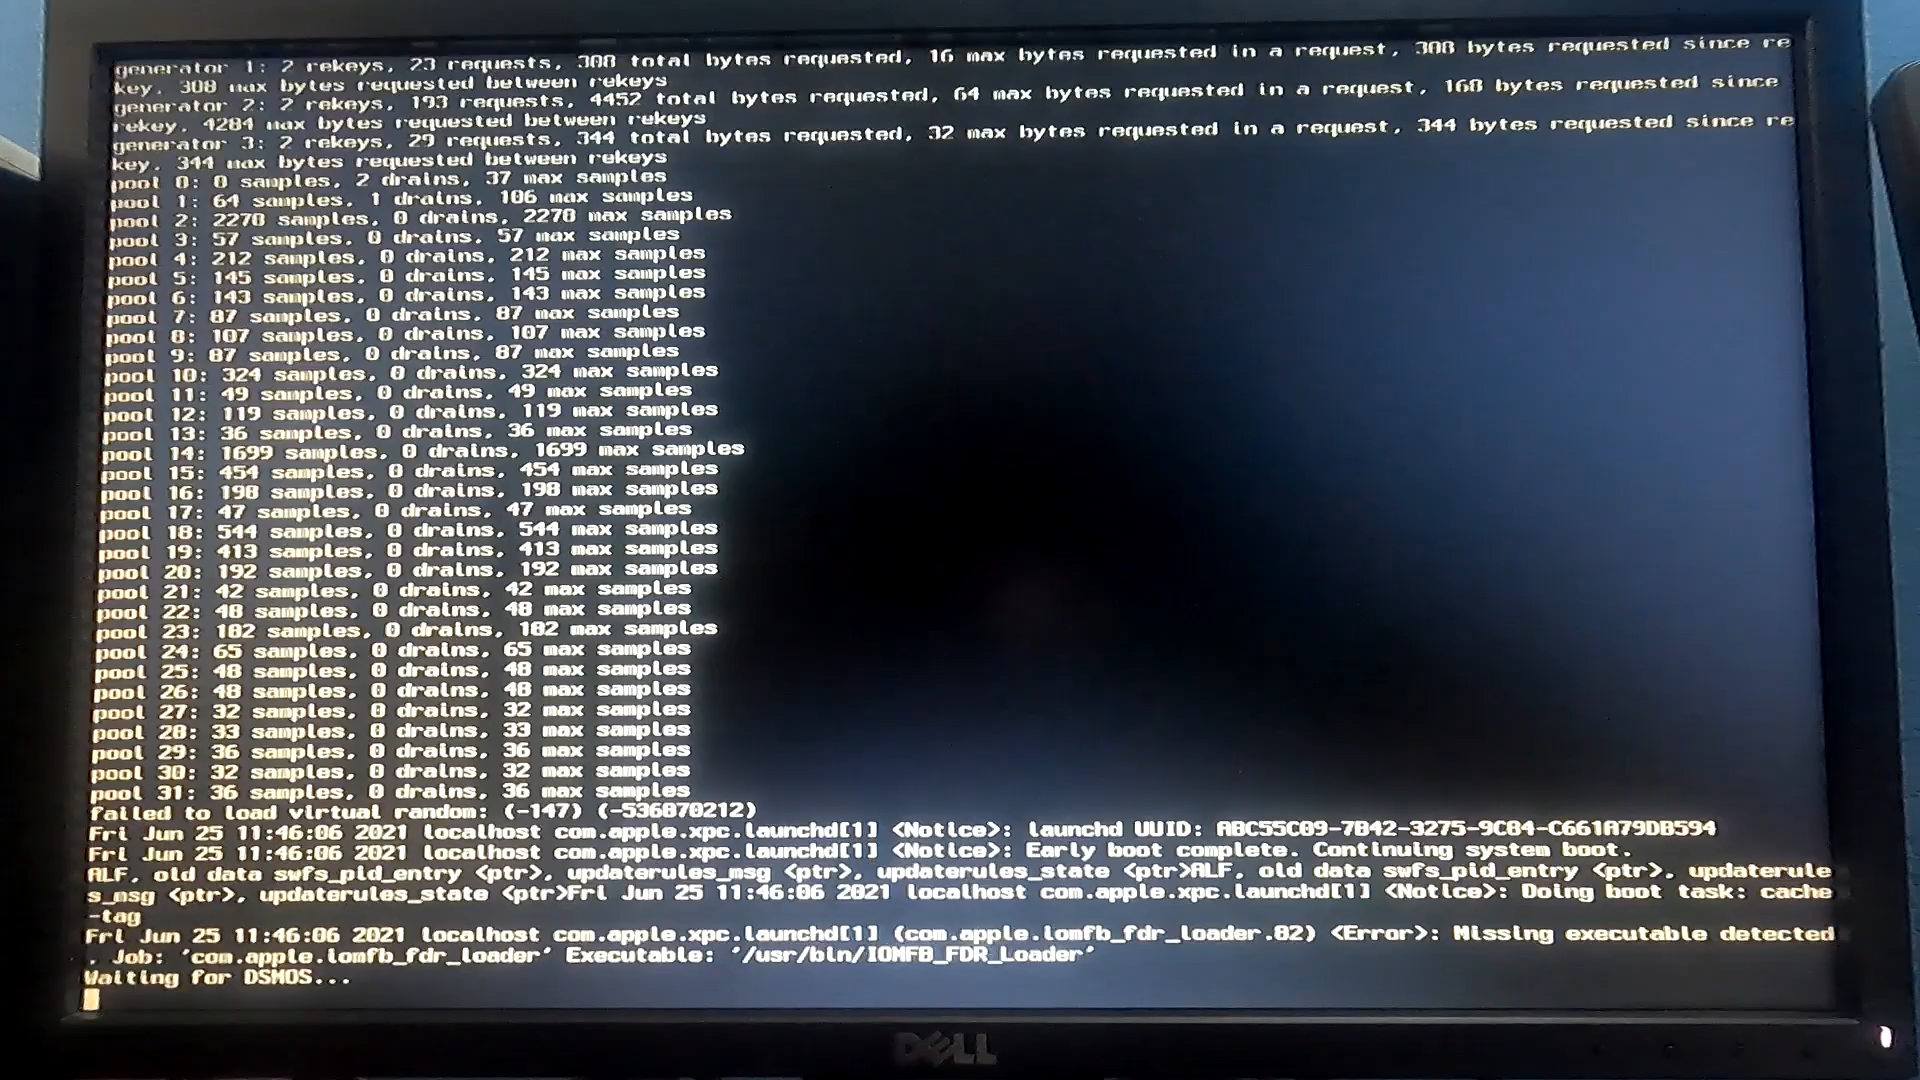 generator 1: 2 rekeys, 23 requests, 308 total bytes requested, 16 max bytes requested in a request, 308 bytes requested since re
key, 308 max bytes requested between rekeys
generator 2: 2 rekeys, 193 requests, 4452 total bytes requested, 64 max bytes requested in a request, 168 bytes requested since
rekey, 4284 max bytes requested between rekeys
generator 3: 2 rekeys, 29 requests, 344 total bytes requested, 32 max bytes requested in a request, 344 bytes requested since re
key, 344 max bytes requested between rekeys
pool 0: 0 samples, 2 drains, 37 max samples
pool 1: 64 samples, 1 drains, 106 max samples
pool 2: 2278 samples, 0 drains, 2278 max samples
pool 3: 57 samples, 0 drains, 57 max samples
pool 4: 212 samples, 0 drains, 212 max samples
pool 5: 145 samples, 0 drains, 145 max samples
pool 6: 143 samples, 0 drains, 143 max samples
pool 7: 87 samples, 0 drains, 87 max samples
pool 8: 107 samples, 0 drains, 107 max samples
pool 9: 87 samples, 0 drains, 87 max samples
pool 10: 324 samples, 0 drains, 324 max samples
pool 11: 49 samples, 0 drains, 49 max samples
pool 12: 119 samples, 0 drains, 119 max samples
pool 13: 36 samples, 0 drains, 36 max samples
pool 14: 1699 samples, 0 drains, 1699 max samples
pool 15: 454 samples, 0 drains, 454 max samples
pool 16: 198 samples, 0 drains, 198 max samples
pool 17: 47 samples, 0 drains, 47 max samples
pool 18: 544 samples, 0 drains, 544 max samples
pool 19: 413 samples, 0 drains, 413 max samples
pool 20: 192 samples, 0 drains, 192 max samples
pool 21: 42 samples, 0 drains, 42 max samples
pool 22: 48 samples, 0 drains, 48 max samples
pool 23: 182 samples, 0 drains, 182 max samples
pool 24: 65 samples, 0 drains, 65 max samples
pool 25: 48 samples, 0 drains, 48 max samples
pool 26: 48 samples, 0 drains, 48 max samples
pool 27: 32 samples, 0 drains, 32 max samples
pool 28: 33 samples, 0 drains, 33 max samples
pool 29: 36 samples, 0 drains, 36 max samples
pool 30: 32 samples, 0 drains, 32 max samples
pool 31: 36 samples, 0 drains, 36 max samples
failed to load virtual random: (-147) (-536870212)
Fri Jun 25 11:46:06 2021 localhost com.apple.xpc.launchd[1] <Notice>: launchd UUID: ABC55C09-7B42-3275-9C84-C661A79DB594
Fri Jun 25 11:46:06 2021 localhost com.apple.xpc.launchd[1] <Notice>: Early boot complete. Continuing system boot.
ALF, old data swfs_pid_entry <ptr>, updaterules_msg <ptr>, updaterules_state <ptr>ALF, old data swfs_pid_entry <ptr>, updaterule
s_msg <ptr>, updaterules_state <ptr>Fri Jun 25 11:46:06 2021 localhost com.apple.xpc.launchd[1] <Notice>: Doing boot task: cache
-tag
Fri Jun 25 11:46:06 2021 localhost com.apple.xpc.launchd[1] (com.apple.iomfb_fdr_loader.82) <Error>: Missing executable detected
. Job: 'com.apple.iomfb_fdr_loader' Executable: '/usr/bin/IOMFB_FDR_Loader'
Waiting for DSMOS...
DELL